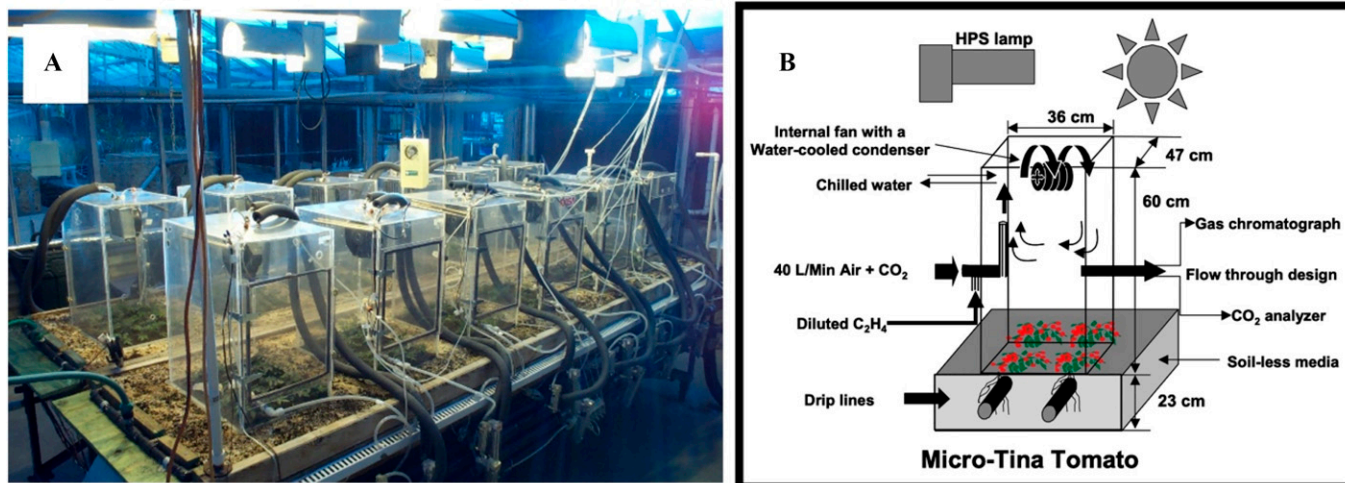 A
B
HPS lamp
36 cm
Internal fan with a
Water-cooled condenser
47 cm
Chilled water
60 cm
Gas chromatograph
40 L/Min Air + CO₂
Flow through design
Diluted C₂H₄
CO₂ analyzer
Soil-less media
Drip lines
23 cm
Micro-Tina Tomato